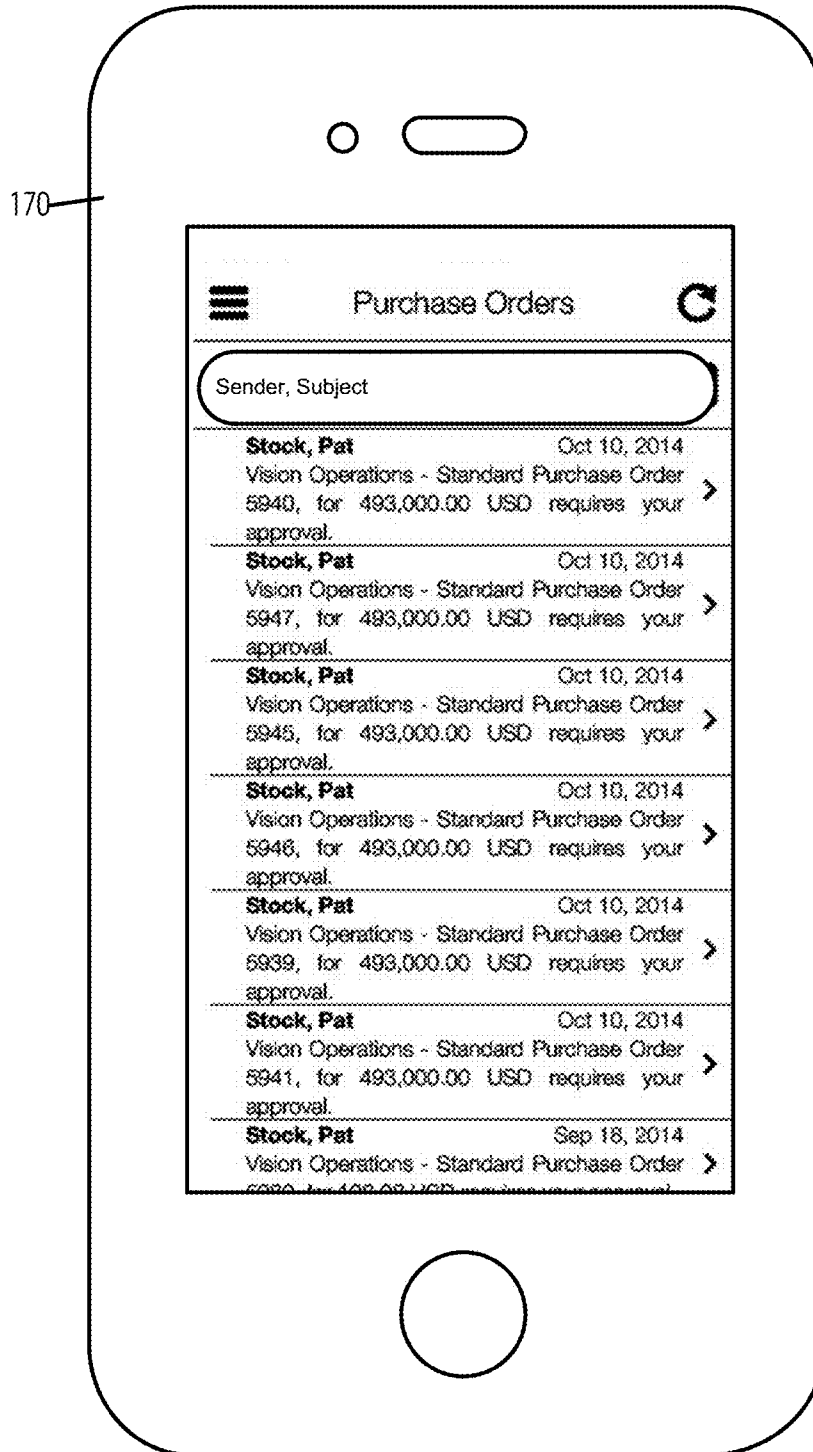 170
Purchase Orders
Sender, Subject
Stock, Pat Oct 10, 2014
Vision Operations - Standard Purchase Order
5940, for 493,000.00 USD requires your
approval.
Stock, Pat Oct 10, 2014
Vision Operations - Standard Purchase Order
5947, for 493,000.00 USD requires your
approval.
Stock, Pat Oct 10, 2014
Vision Operations - Standard Purchase Order
5945, for 493,000.00 USD requires your
approval.
Stock, Pat Oct 10, 2014
Vision Operations - Standard Purchase Order
5946, for 493,000.00 USD requires your
approval.
Stock, Pat Oct 10, 2014
Vision Operations - Standard Purchase Order
5939, for 493,000.00 USD requires your
approval.
Stock, Pat Oct 10, 2014
Vision Operations - Standard Purchase Order
5941, for 493,000.00 USD requires your
approval.
Stock, Pat Sep 18, 2014
Vision Operations - Standard Purchase Order